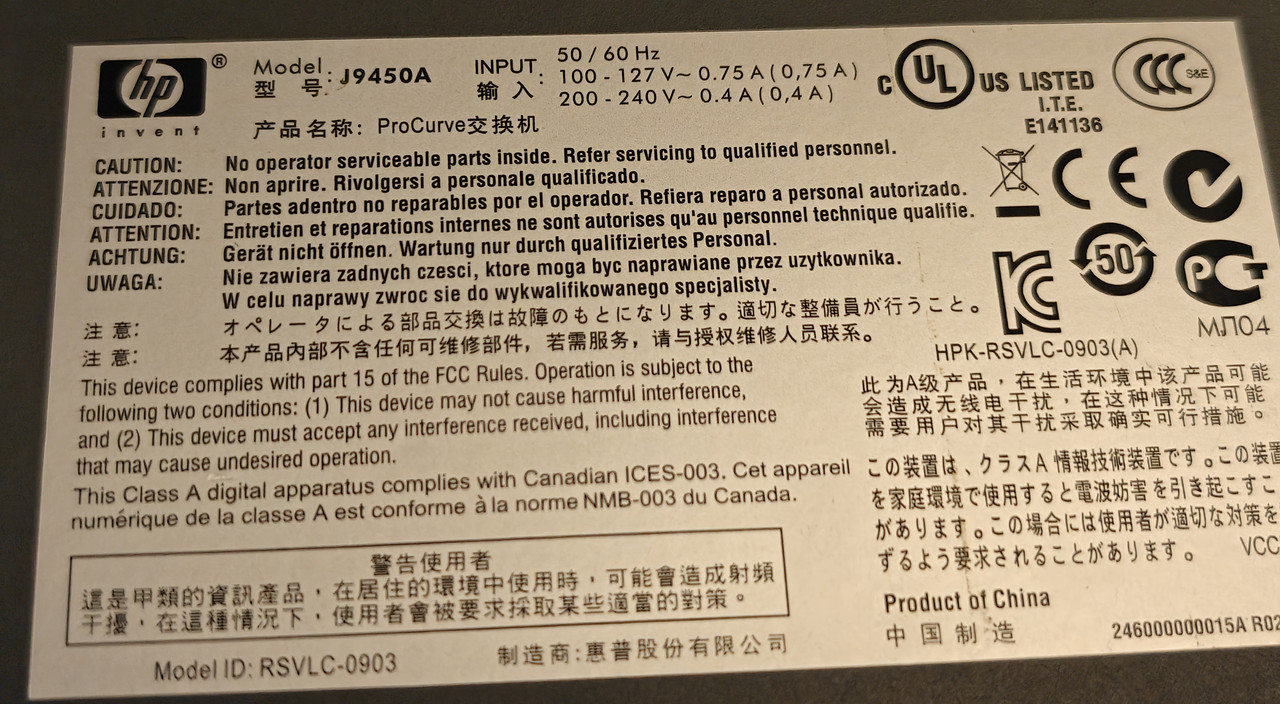 hp ®
invent
Model : J9450A
型 号:
INPUT
输 入 :
50 / 60 Hz
100 - 127 V~ 0.75 A ( 0,75 A )
200 - 240 V~ 0.4 A ( 0,4 A )
产品名称: ProCurve交换机
C UL US LISTED
I.T.E.
E141136
CCC S&E
CAUTION: No operator serviceable parts inside. Refer servicing to qualified personnel.
ATTENZIONE: Non aprire. Rivolgersi a personale qualificado.
CUIDADO: Partes adentro no reparables por el operador. Refiera reparo a personal autorizado.
ATTENTION: Entretien et reparations internes ne sont autorises qu'au personnel technique qualifie.
ACHTUNG: Gerät nicht öffnen. Wartung nur durch qualifiziertes Personal.
UWAGA: Nie zawiera zadnych czesci, ktore moga byc naprawiane przez uzytkownika.
W celu naprawy zwroc sie do wykwalifikowanego specjalisty.
注 意: オペレータによる部品交換は故障のもとになります。適切な整備員が行うこと。
注 意: 本产品内部不含任何可维修部件，若需服务，请与授权维修人员联系。
CE
50
PCT
МЛ04
KC
HPK-RSVLC-0903(A)
This device complies with part 15 of the FCC Rules. Operation is subject to the
following two conditions: (1) This device may not cause harmful interference,
and (2) This device must accept any interference received, including interference
that may cause undesired operation.
This Class A digital apparatus complies with Canadian ICES-003. Cet appareil
numérique de la classe A est conforme à la norme NMB-003 du Canada.
此为A级产品，在生活环境中该产品可能
会造成无线电干扰，在这种情况下可能
需要用户对其干扰采取确实可行措施。
この装置は、クラスA 情報技術装置です。この装置
を家庭環境で使用すると電波妨害を引き起こすこ
があります。この場合には使用者が適切な対策を
ずるよう要求されることがあります。 VCC
警告使用者
這是甲類的資訊產品，在居住的環境中使用時，可能會造成射頻
干擾，在這種情況下，使用者會被要求採取某些適當的對策。
Product of China
中 国 制 造
246000000015A R02
Model ID: RSVLC-0903
制造商:惠普股份有限公司